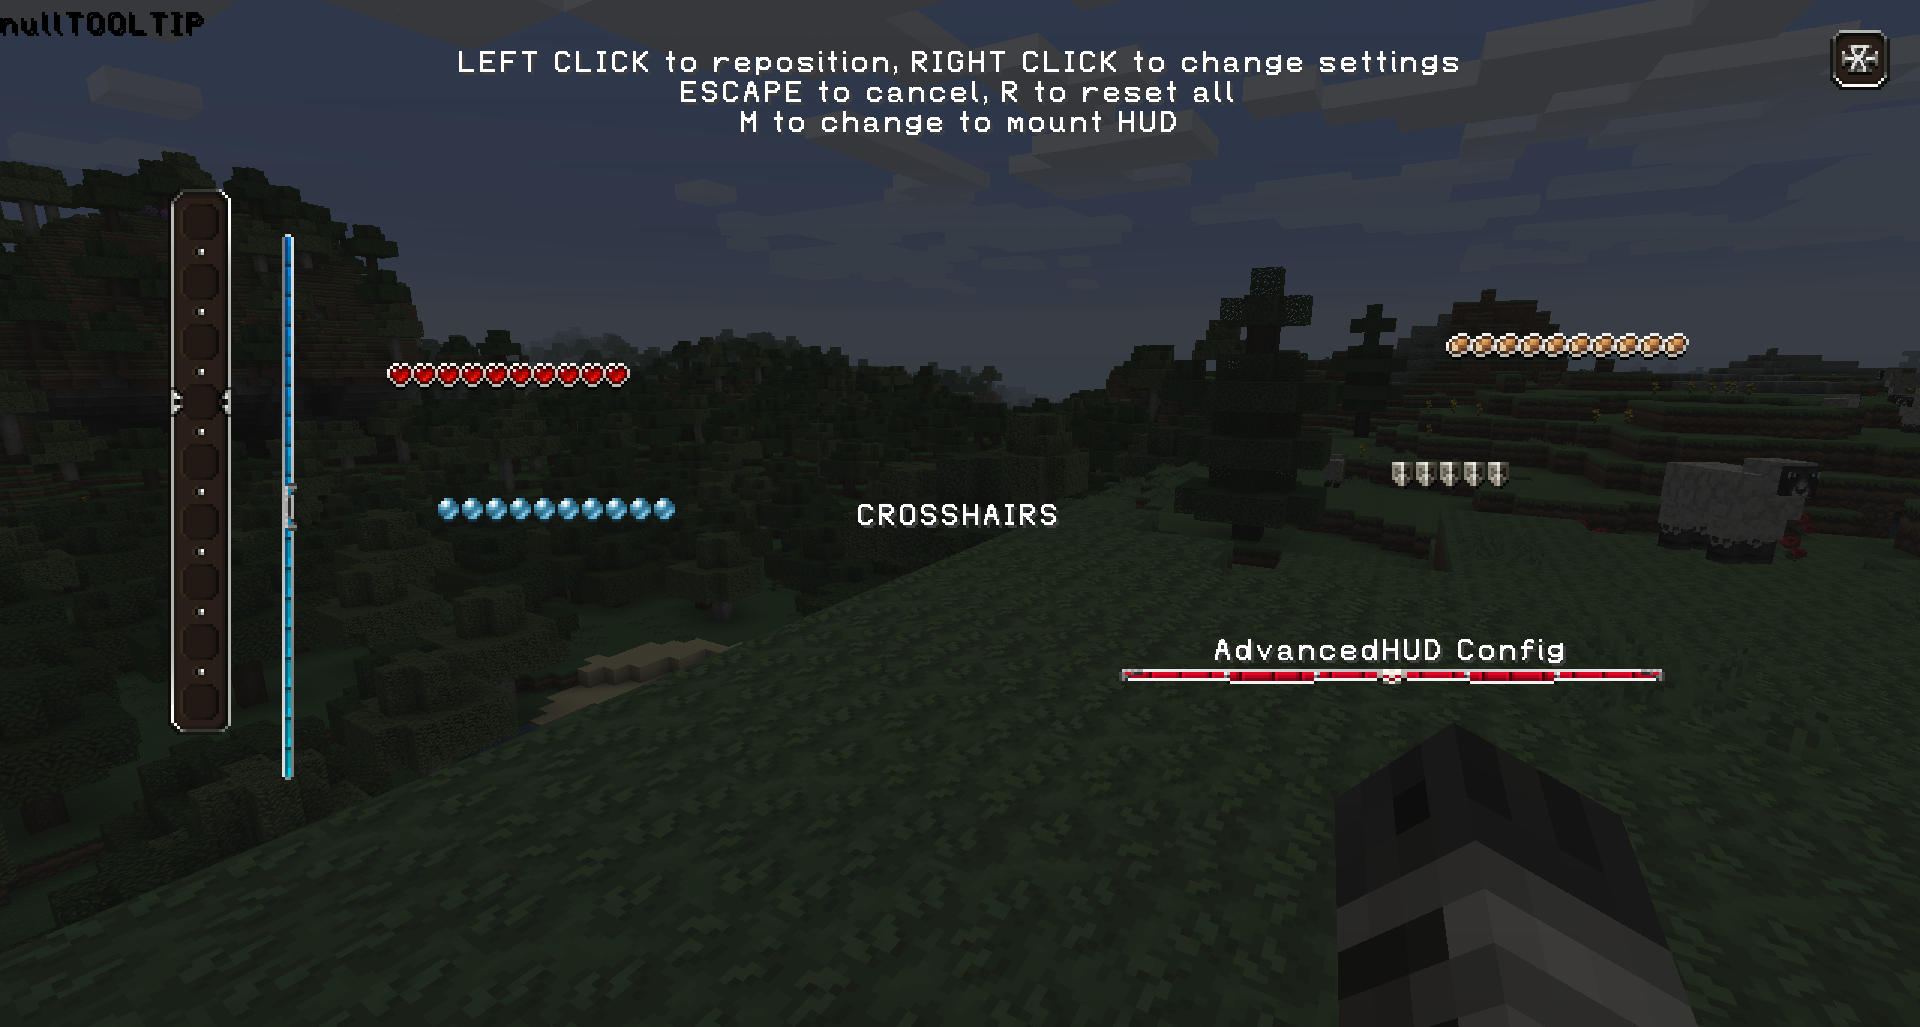 nullTOOLTIP
LEFT CLICK to reposition, RIGHT CLICK to change settings
ESCAPE to cancel, R to reset all
M to change to mount HUD
CROSSHAIRS
AdvancedHUD Config